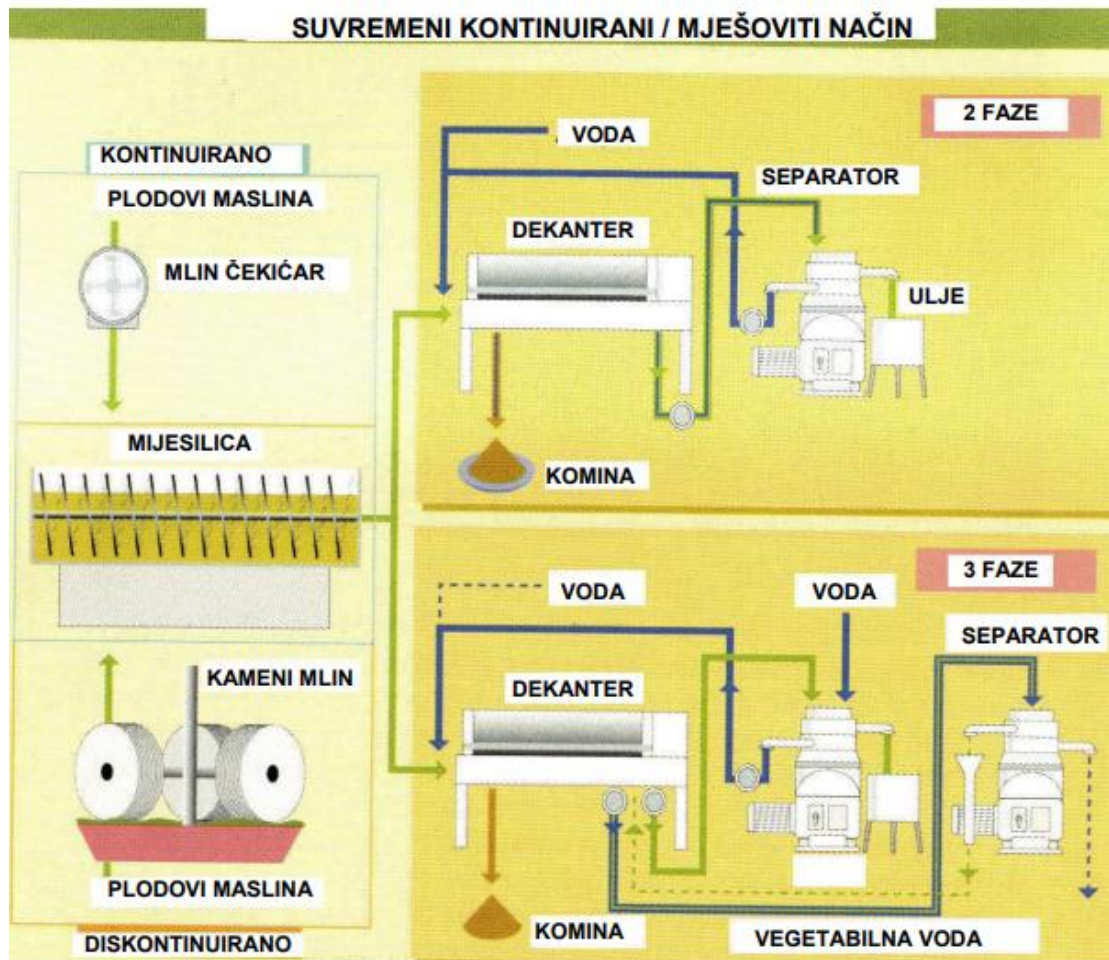 SUVREMENI KONTINUIRANI / MJEŠOVITI NAČIN
KONTINUIRANO
PLODOVI MASLINA
MLIN ČEKIĆAR
MIJESILICA
KAMENI MLIN
PLODOVI MASLINA
DISKONTINUIRANO
2 FAZE
VODA
SEPARATOR
DEKANTER
ULJE
KOMINA
3 FAZE
VODA
VODA
SEPARATOR
DEKANTER
KOMINA
VEGETABILNA VODA